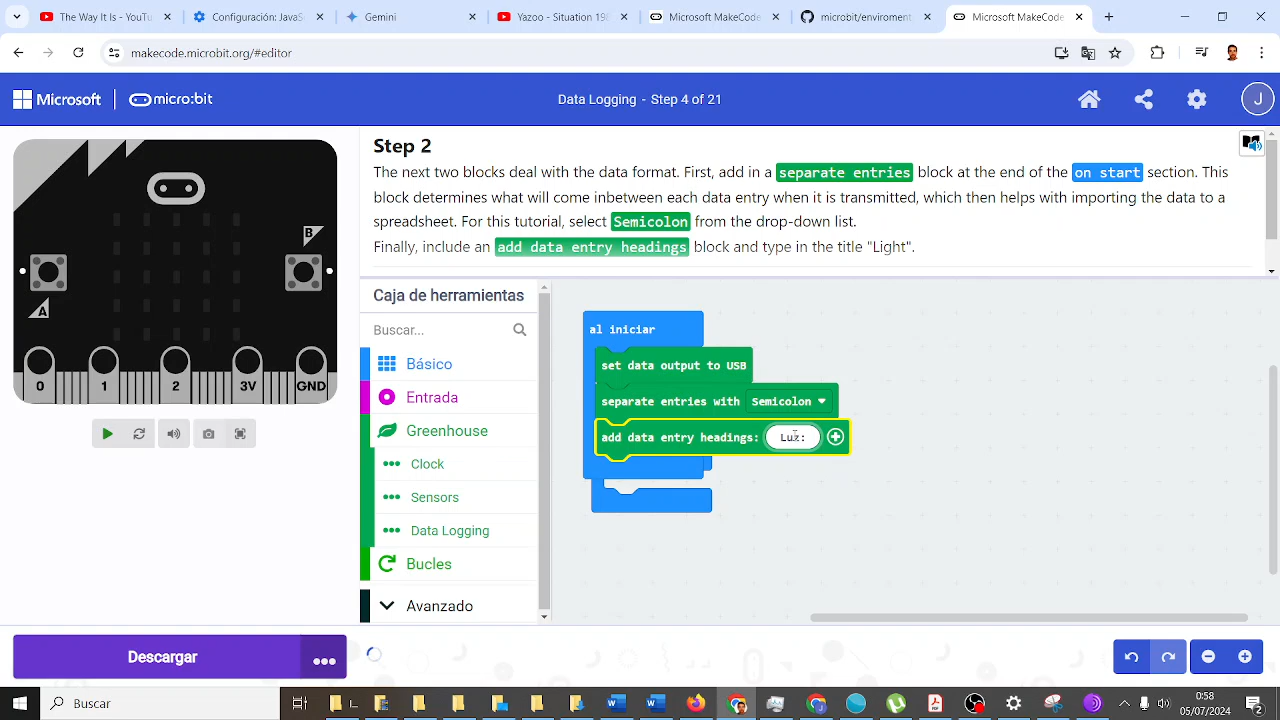 The Way It Is - YouT
Configuración: JavaS
Gemini
Yazoo - Situation 198
Microsoft MakeCode
microbit/enviroment
Microsoft MakeCode
makecode.microbit.org/#editor
Microsoft
micro:bit
Data Logging - Step 4 of 21
J
Step 2
The next two blocks deal with the data format. First, add in a separate entries block at the end of the on start section. This
block determines what will come inbetween each data entry when it is transmitted, which then helps with importing the data to a
spreadsheet. For this tutorial, select Semicolon from the drop-down list.
Finally, include an add data entry headings block and type in the title "Light".
B
A
0 1 2 3V GND
Caja de herramientas
Buscar...
Básico
Entrada
Greenhouse
Clock
Sensors
Data Logging
Bucles
Avanzado
al iniciar
set data output to USB
separate entries with Semicolon
add data entry headings: Luz:
Descargar
Buscar
0:58
05/07/2024
2